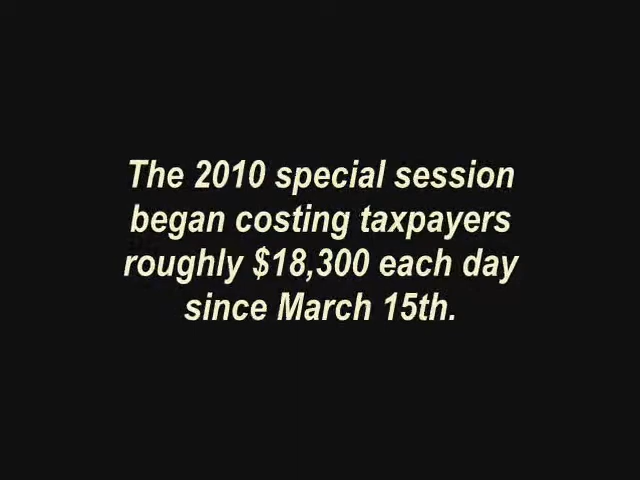 The 2010 special session
began costing taxpayers
roughly $18,300 each day
since March 15th.